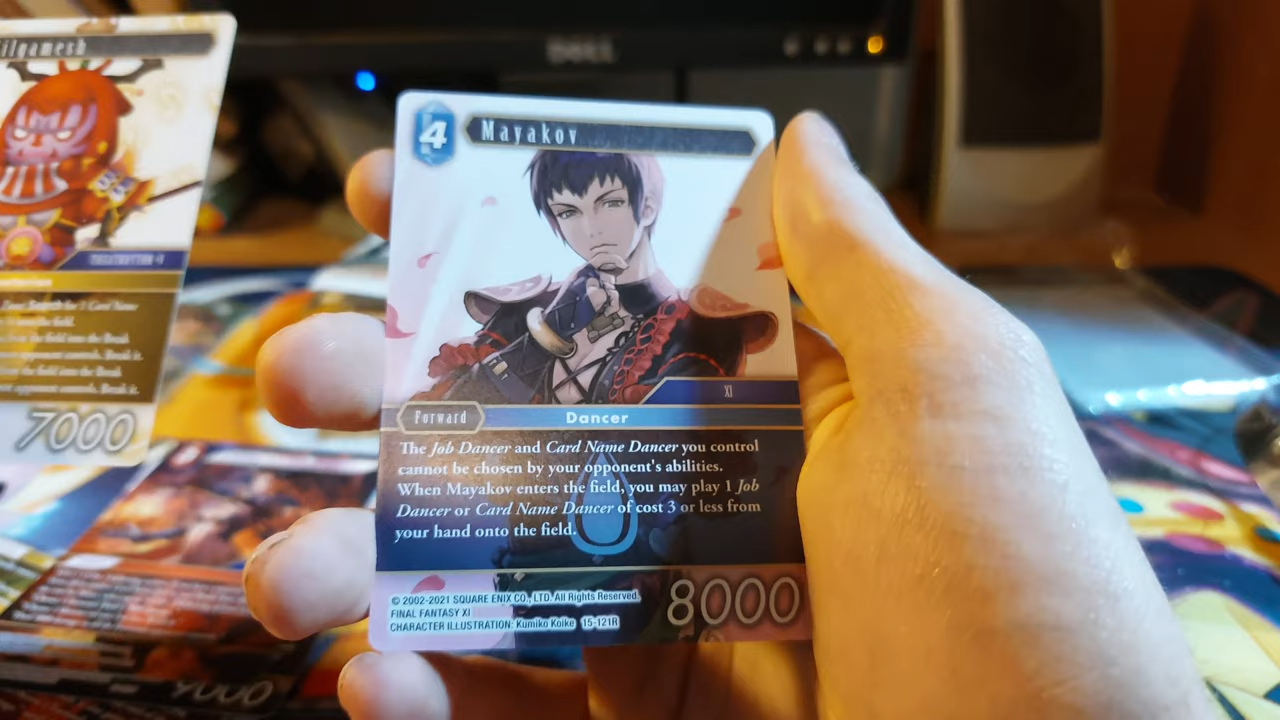 DELL
ilgamesh
7000
4
Mayakov
XI
Forward
Dancer
The Job Dancer and Card Name Dancer you control
cannot be chosen by your opponent's abilities.
When Mayakov enters the field, you may play 1 Job
Dancer or Card Name Dancer of cost 3 or less from
your hand onto the field.
© 2002-2021 SQUARE ENIX CO., LTD. All Rights Reserved.
FINAL FANTASY XI
CHARACTER ILLUSTRATION: Kumiko Koike 15-121R
8000